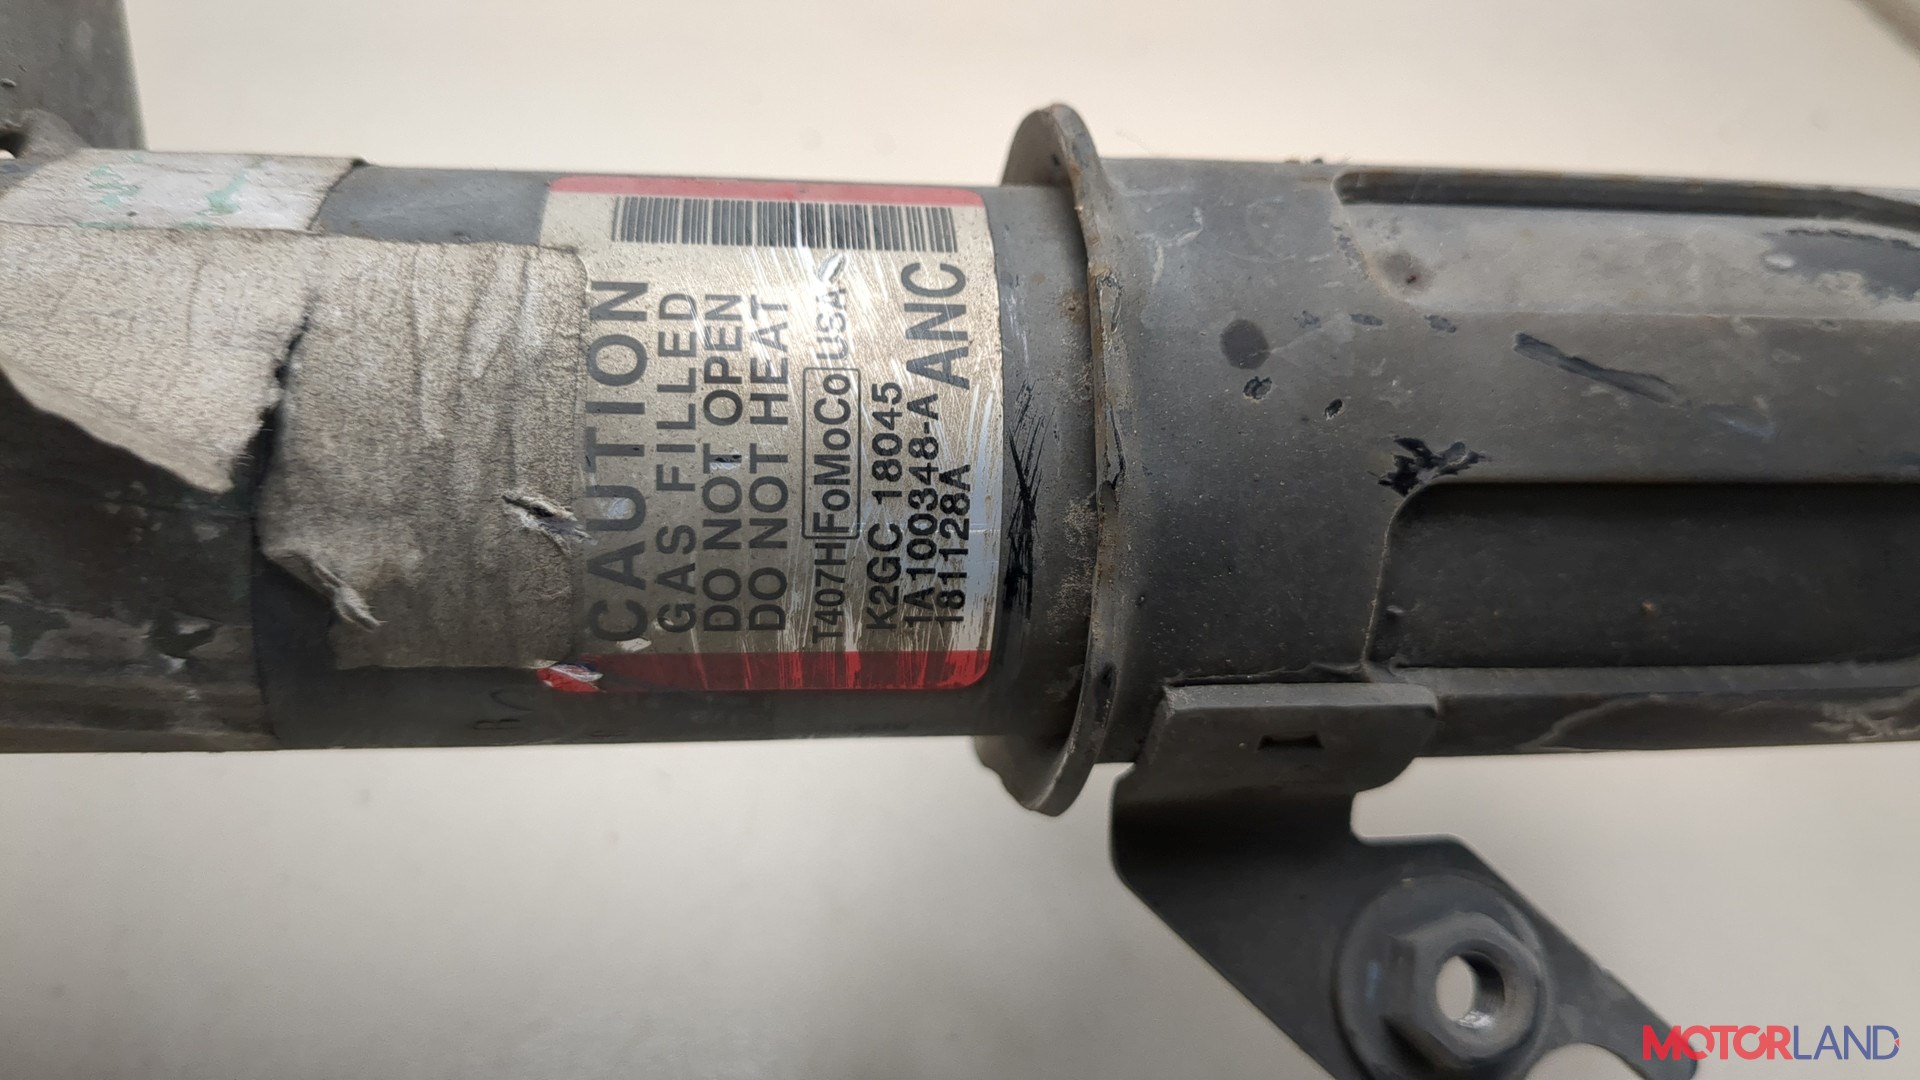 CAUTION
GAS FILLED
DO NOT OPEN
DO NOT HEAT
T407H FoMoCo USA
K2GC 18045
1A100348-A ANC
181128A
MOTORLAND